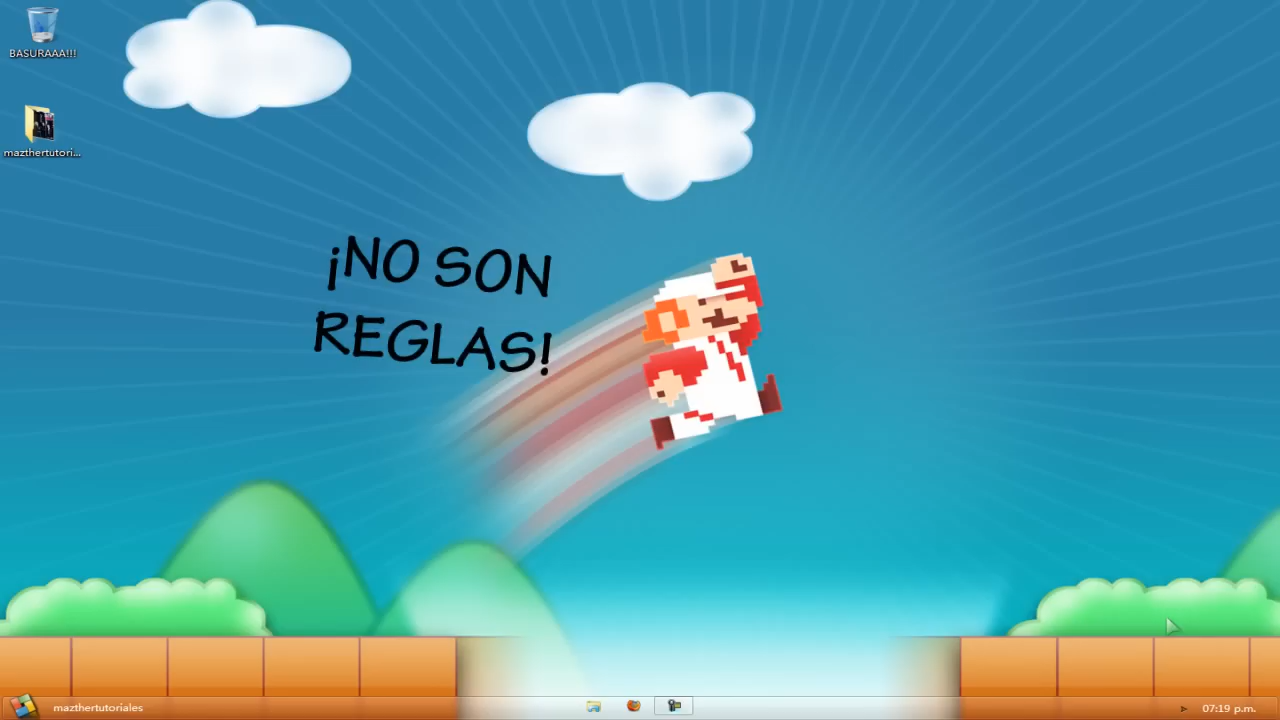 BASURAAA!!!
mazthertutori...
¡NO SON
REGLAS!
mazthertutoriales
07:19 p.m.